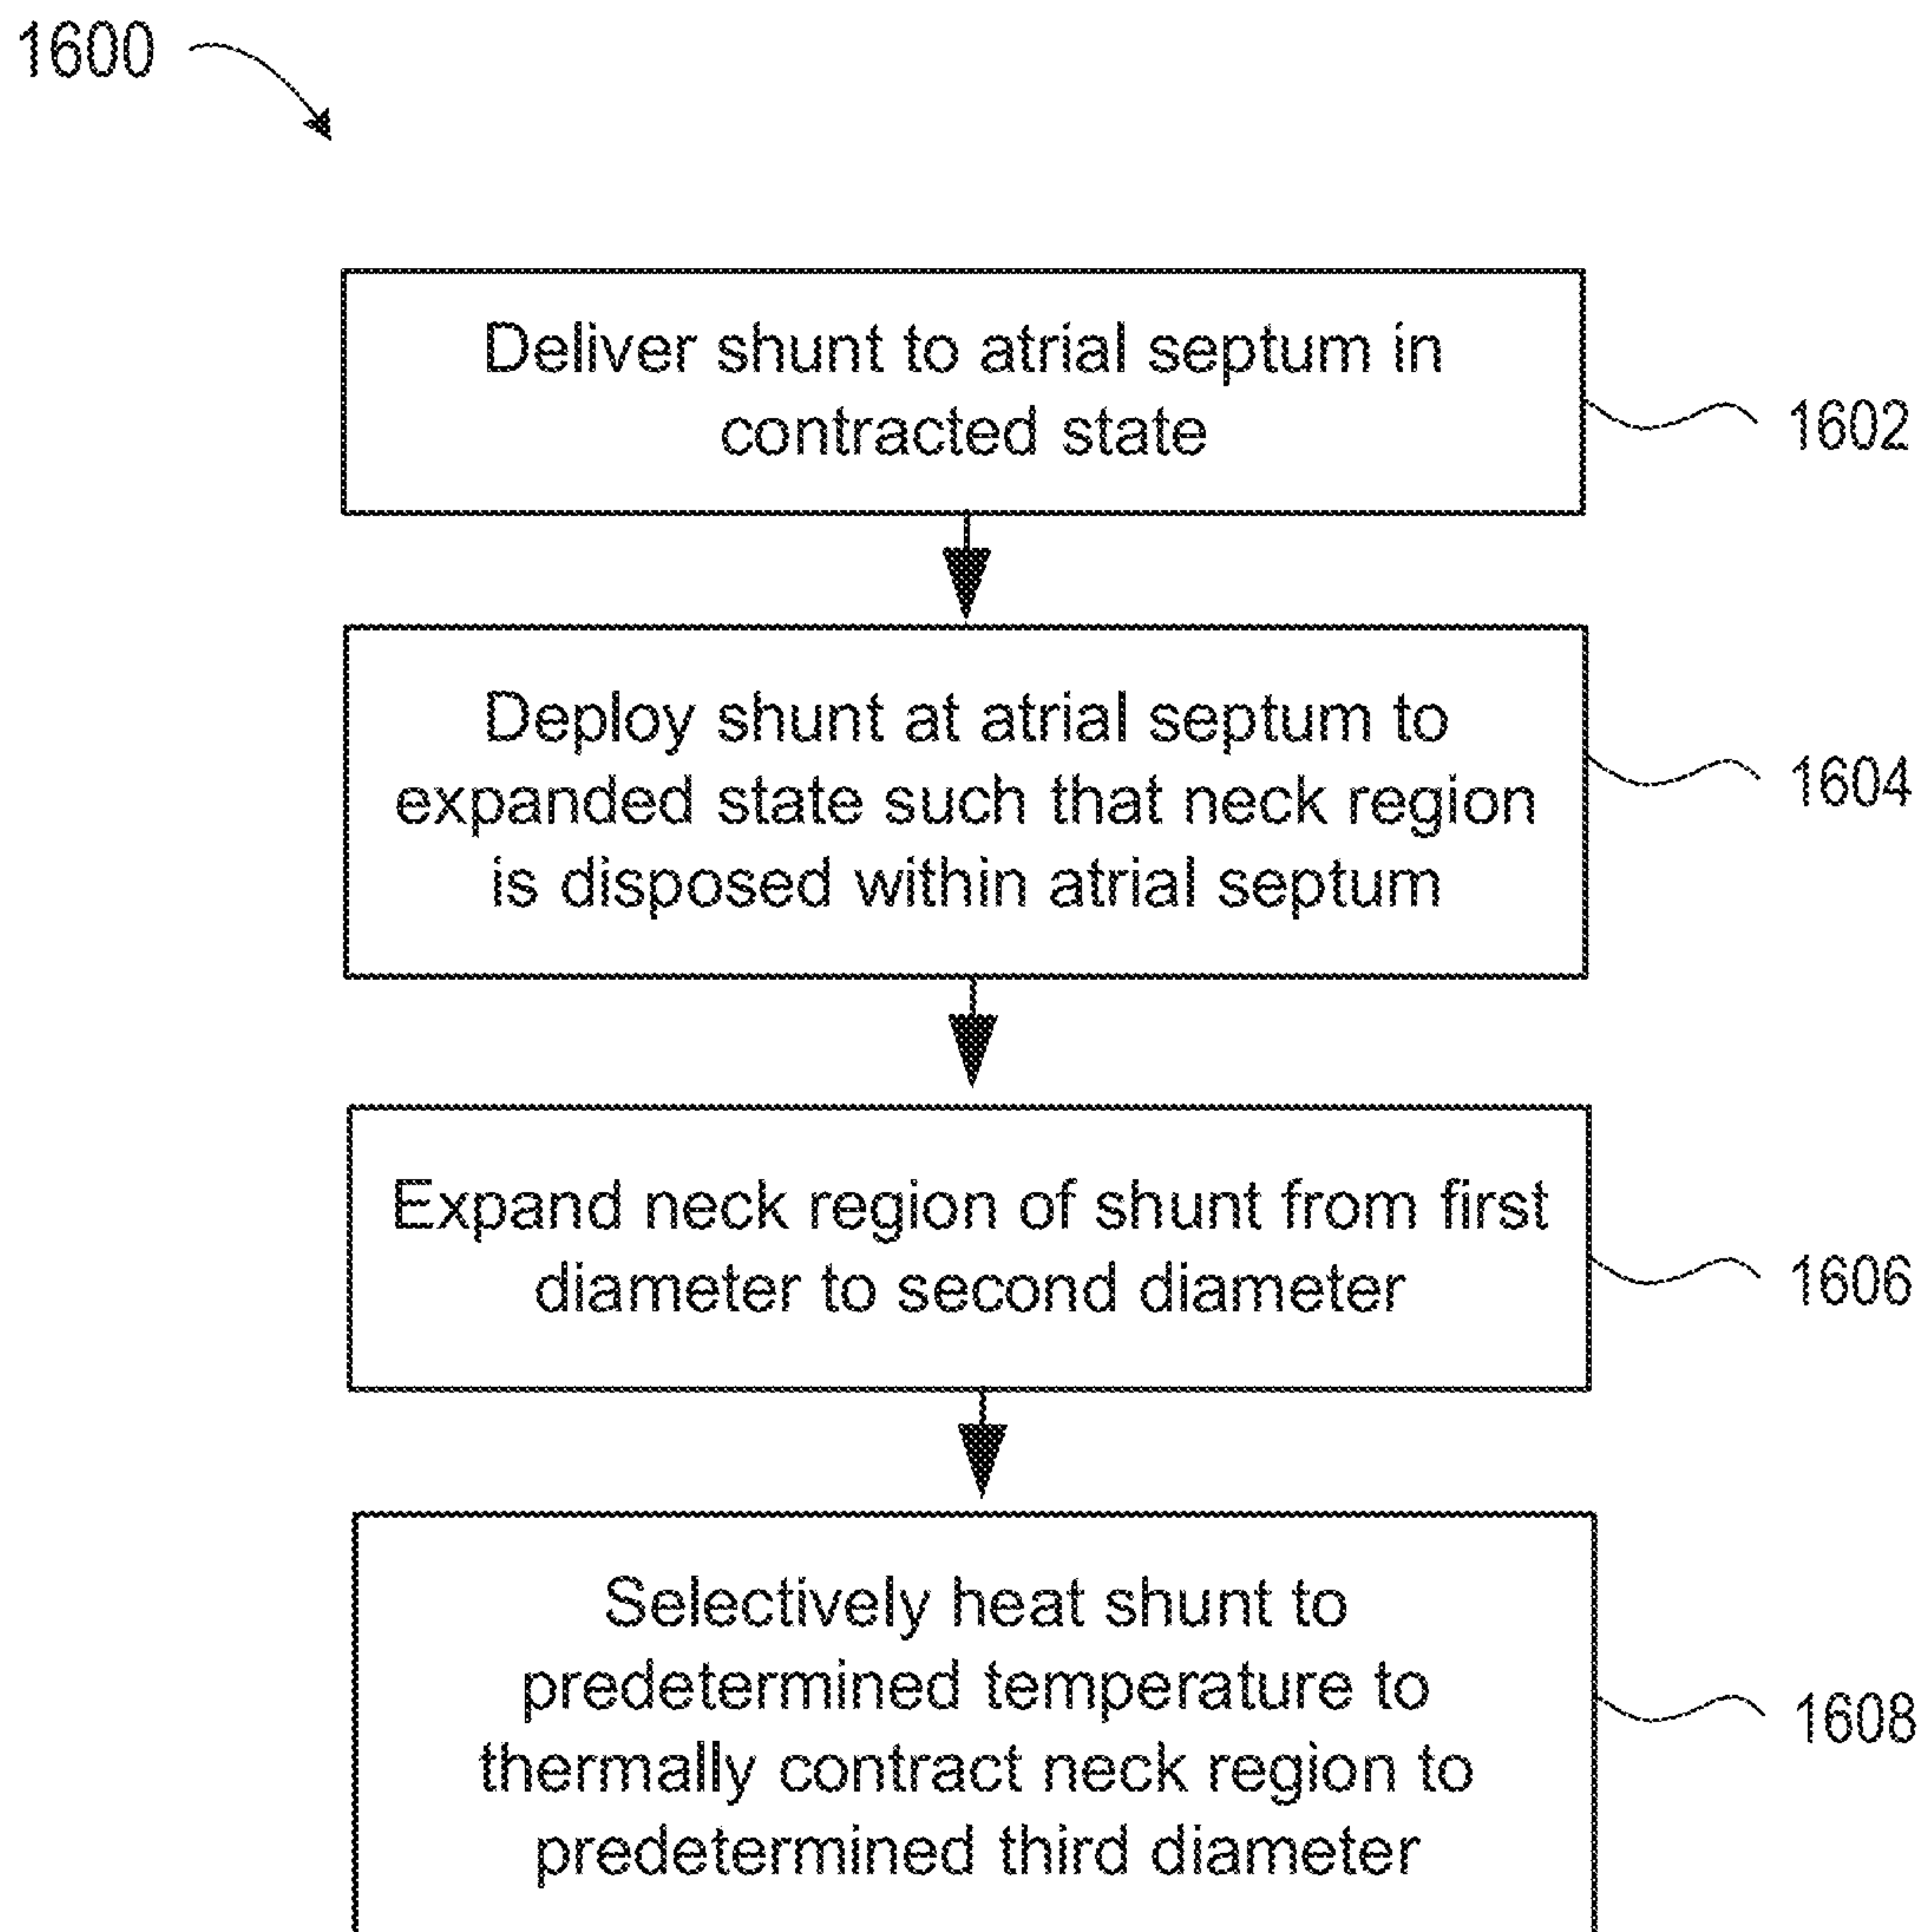 1600
Deliver shunt to atrial septum in
contracted state
1602
Deploy shunt at atrial septum to
expanded state such that neck region
is disposed within atrial septum
1604
Expand neck region of shunt from first
diameter to second diameter
1606
Selectively heat shunt to
predetermined temperature to
thermally contract neck region to
predetermined third diameter
1608